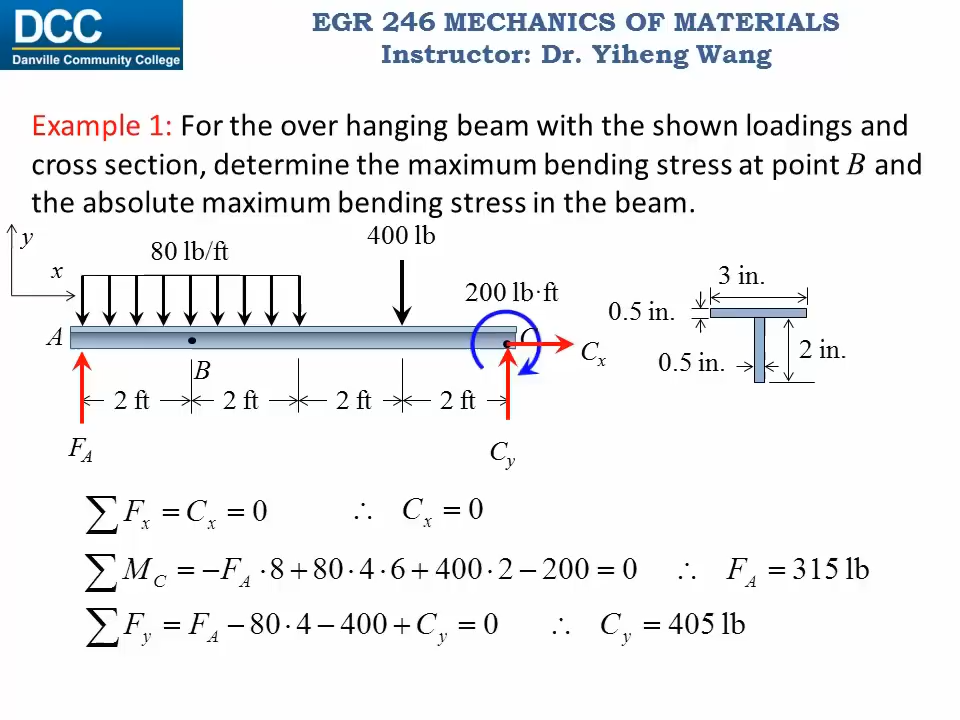 DCC
Danville Community College
EGR 246 MECHANICS OF MATERIALS
Instructor: Dr. Yiheng Wang
Example 1: For the over hanging beam with the shown loadings and
cross section, determine the maximum bending stress at point B and
the absolute maximum bending stress in the beam.
y
x
80 lb/ft
400 lb
200 lb·ft
A
B
C
C_x
2 ft
2 ft
2 ft
2 ft
F_A
C_y
3 in.
0.5 in.
0.5 in.
2 in.
∑ F_x = C_x = 0 ∴ C_x = 0
∑ M_C = −F_A · 8 + 80 · 4 · 6 + 400 · 2 − 200 = 0 ∴ F_A = 315 lb
∑ F_y = F_A − 80 · 4 − 400 + C_y = 0 ∴ C_y = 405 lb